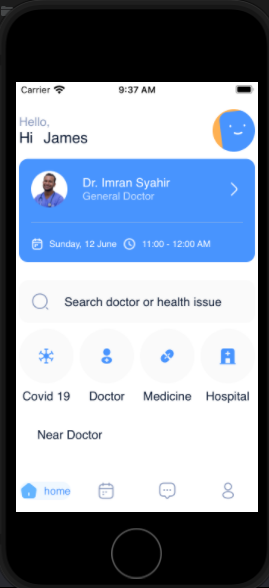 Carrier 9:37 AM
Hello,
Hi James
Dr. Imran Syahir
General Doctor
Sunday, 12 June 11:00 - 12:00 AM
Search doctor or health issue
Covid 19 Doctor Medicine Hospital
Near Doctor
home